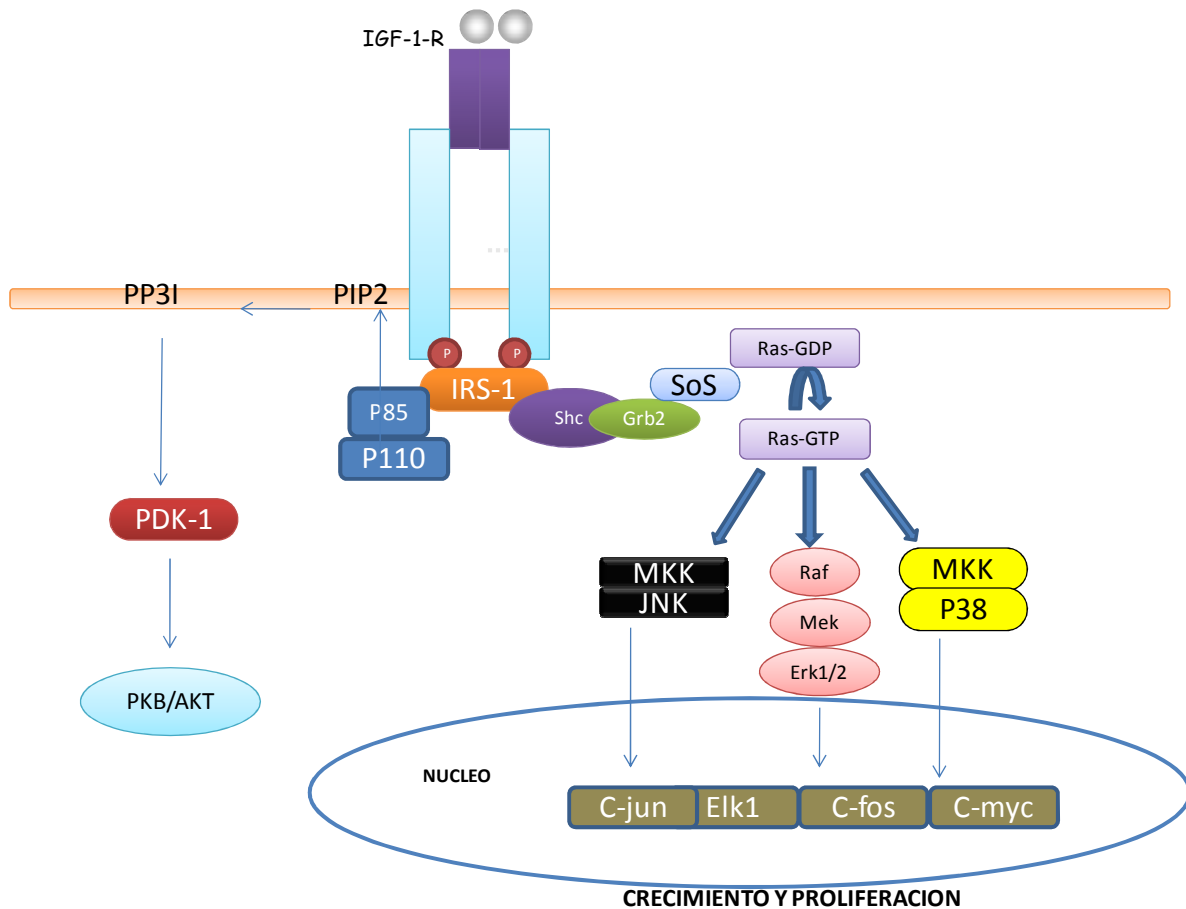 IGF-1-R
PP3I
PIP2
P
P
IRS-1
P85
P110
Shc
Grb2
SoS
Ras-GDP
Ras-GTP
PDK-1
PKB/AKT
MKK
JNK
Raf
Mek
Erk1/2
MKK
P38
NUCLEO
C-jun
Elk1
C-fos
C-myc
CRECIMIENTO Y PROLIFERACION